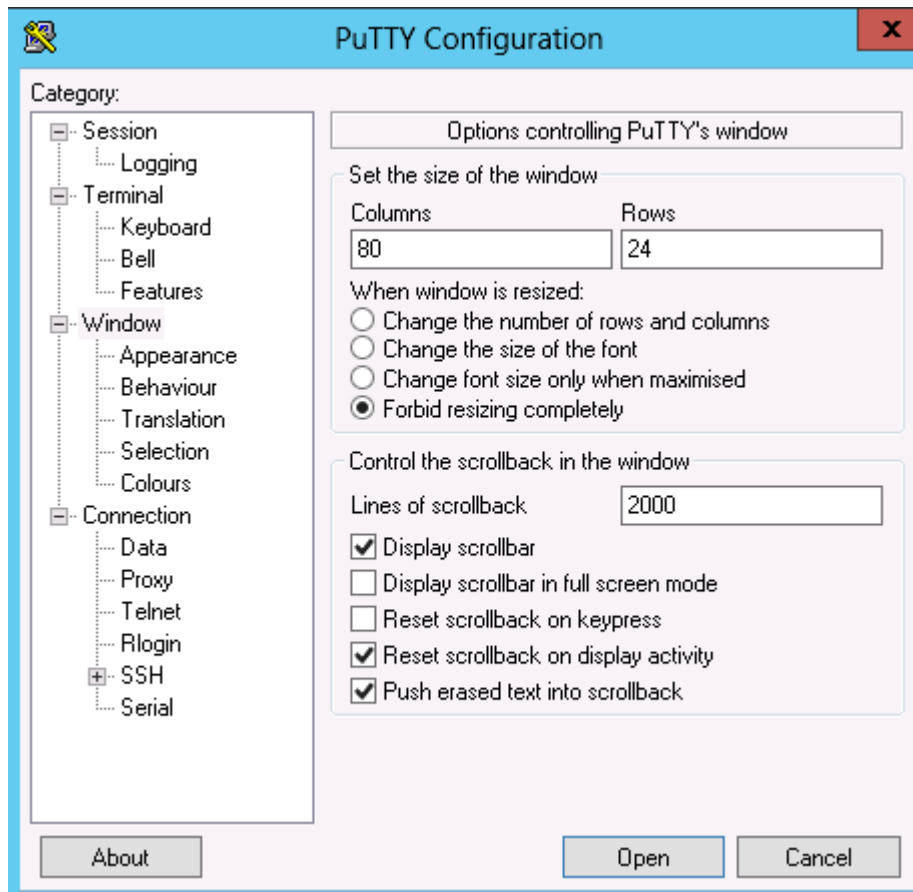 PuTTY Configuration
x
Category:
Session
Logging
Terminal
Keyboard
Bell
Features
Window
Appearance
Behaviour
Translation
Selection
Colours
Connection
Data
Proxy
Telnet
Rlogin
SSH
Serial
Options controlling PuTTY's window
Set the size of the window
Columns Rows
80 24
When window is resized:
Change the number of rows and columns
Change the size of the font
Change font size only when maximised
Forbid resizing completely
Control the scrollback in the window
Lines of scrollback 2000
Display scrollbar
Display scrollbar in full screen mode
Reset scrollback on keypress
Reset scrollback on display activity
Push erased text into scrollback
About Open Cancel